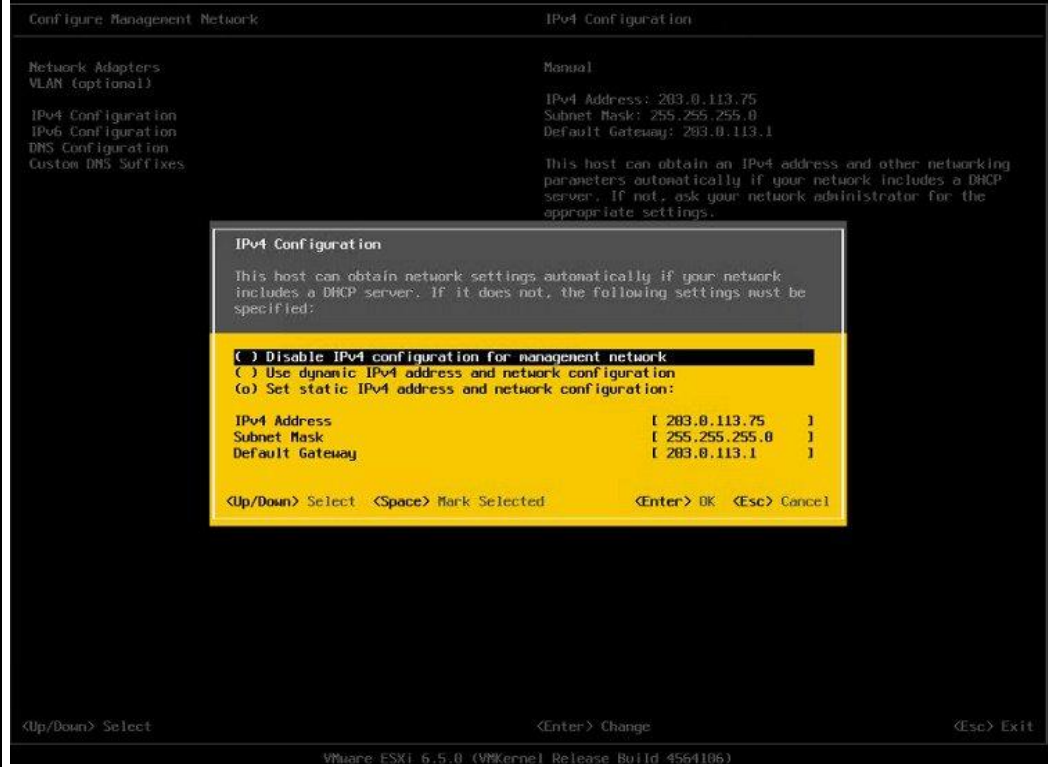 Configure Management Network
IPv4 Configuration
Network Adapters
VLAN (optional)
IPv4 Configuration
IPv6 Configuration
DNS Configuration
Custom DNS Suffixes
Manual
IPv4 Address: 203.0.113.75
Subnet Mask: 255.255.255.0
Default Gateway: 203.0.113.1
This host can obtain an IPv4 address and other networking
parameters automatically if your network includes a DHCP
server. If not, ask your network administrator for the
appropriate settings.
IPv4 Configuration
This host can obtain network settings automatically if your network
includes a DHCP server. If it does not, the following settings must be
specified:
( ) Disable IPv4 configuration for management network
( ) Use dynamic IPv4 address and network configuration
(o) Set static IPv4 address and network configuration:
IPv4 Address [ 203.0.113.75 ]
Subnet Mask [ 255.255.255.0 ]
Default Gateway [ 203.0.113.1 ]
<Up/Down> Select <Space> Mark Selected <Enter> OK <Esc> Cancel
<Up/Down> Select <Enter> Change <Esc> Exit
VMware ESXi 6.5.0 (VMKernel Release Build 4564106)